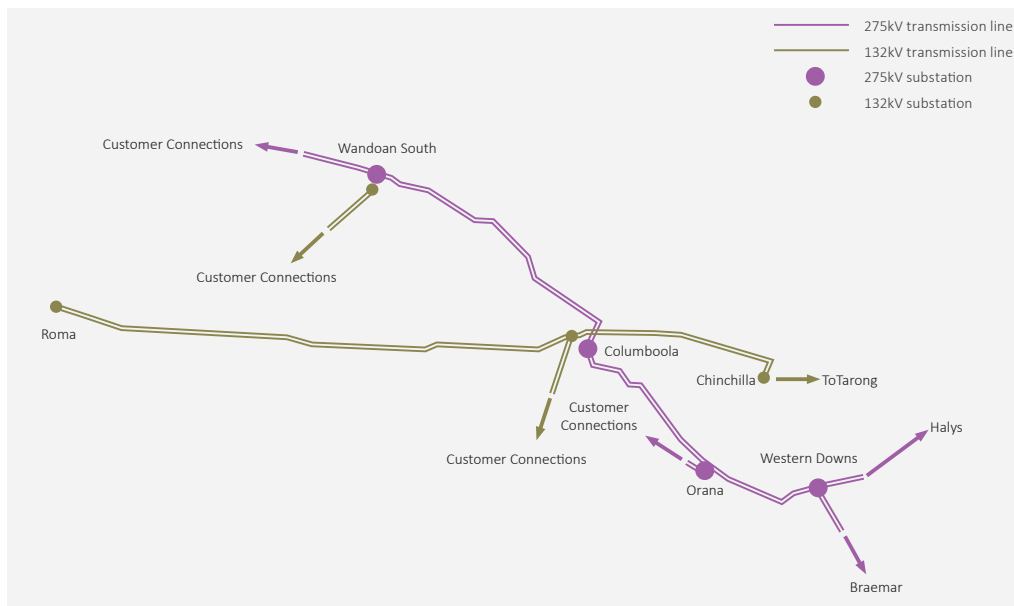 275kV transmission line
132kV transmission line
275kV substation
132kV substation
Customer Connections
Wandoan South
Customer Connections
Roma
Columboola
Chinchilla
ToTarong
Customer
Connections
Customer Connections
Halys
Western Downs
Orana
Braemar